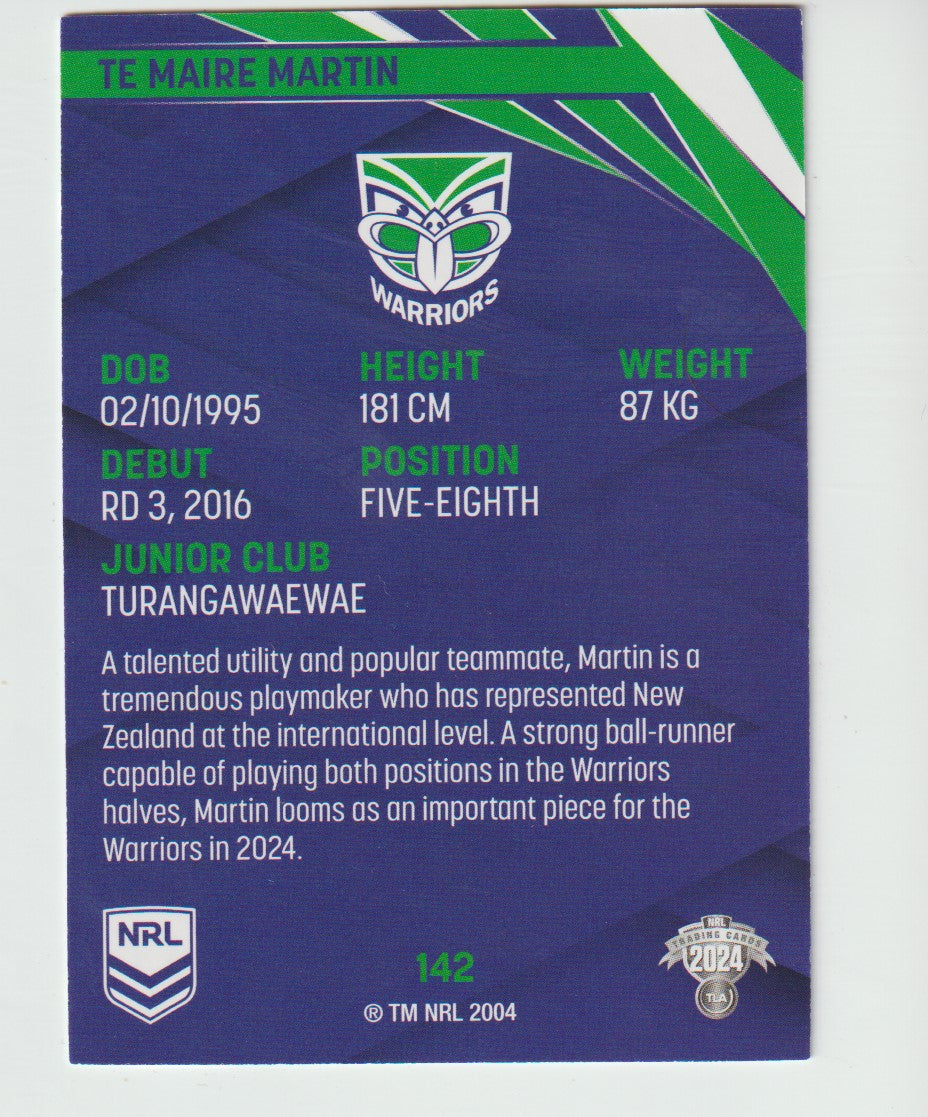 TE MAIRE MARTIN
WARRIORS
DOB HEIGHT WEIGHT
02/10/1995 181 CM 87 KG
DEBUT POSITION
RD 3, 2016 FIVE-EIGHTH
JUNIOR CLUB
TURANGAWAEWAE
A talented utility and popular teammate, Martin is a
tremendous playmaker who has represented New
Zealand at the international level. A strong ball-runner
capable of playing both positions in the Warriors
halves, Martin looms as an important piece for the
Warriors in 2024.
NRL
142
® TM NRL 2004
NRL
TRADING CARDS
2024
TLA